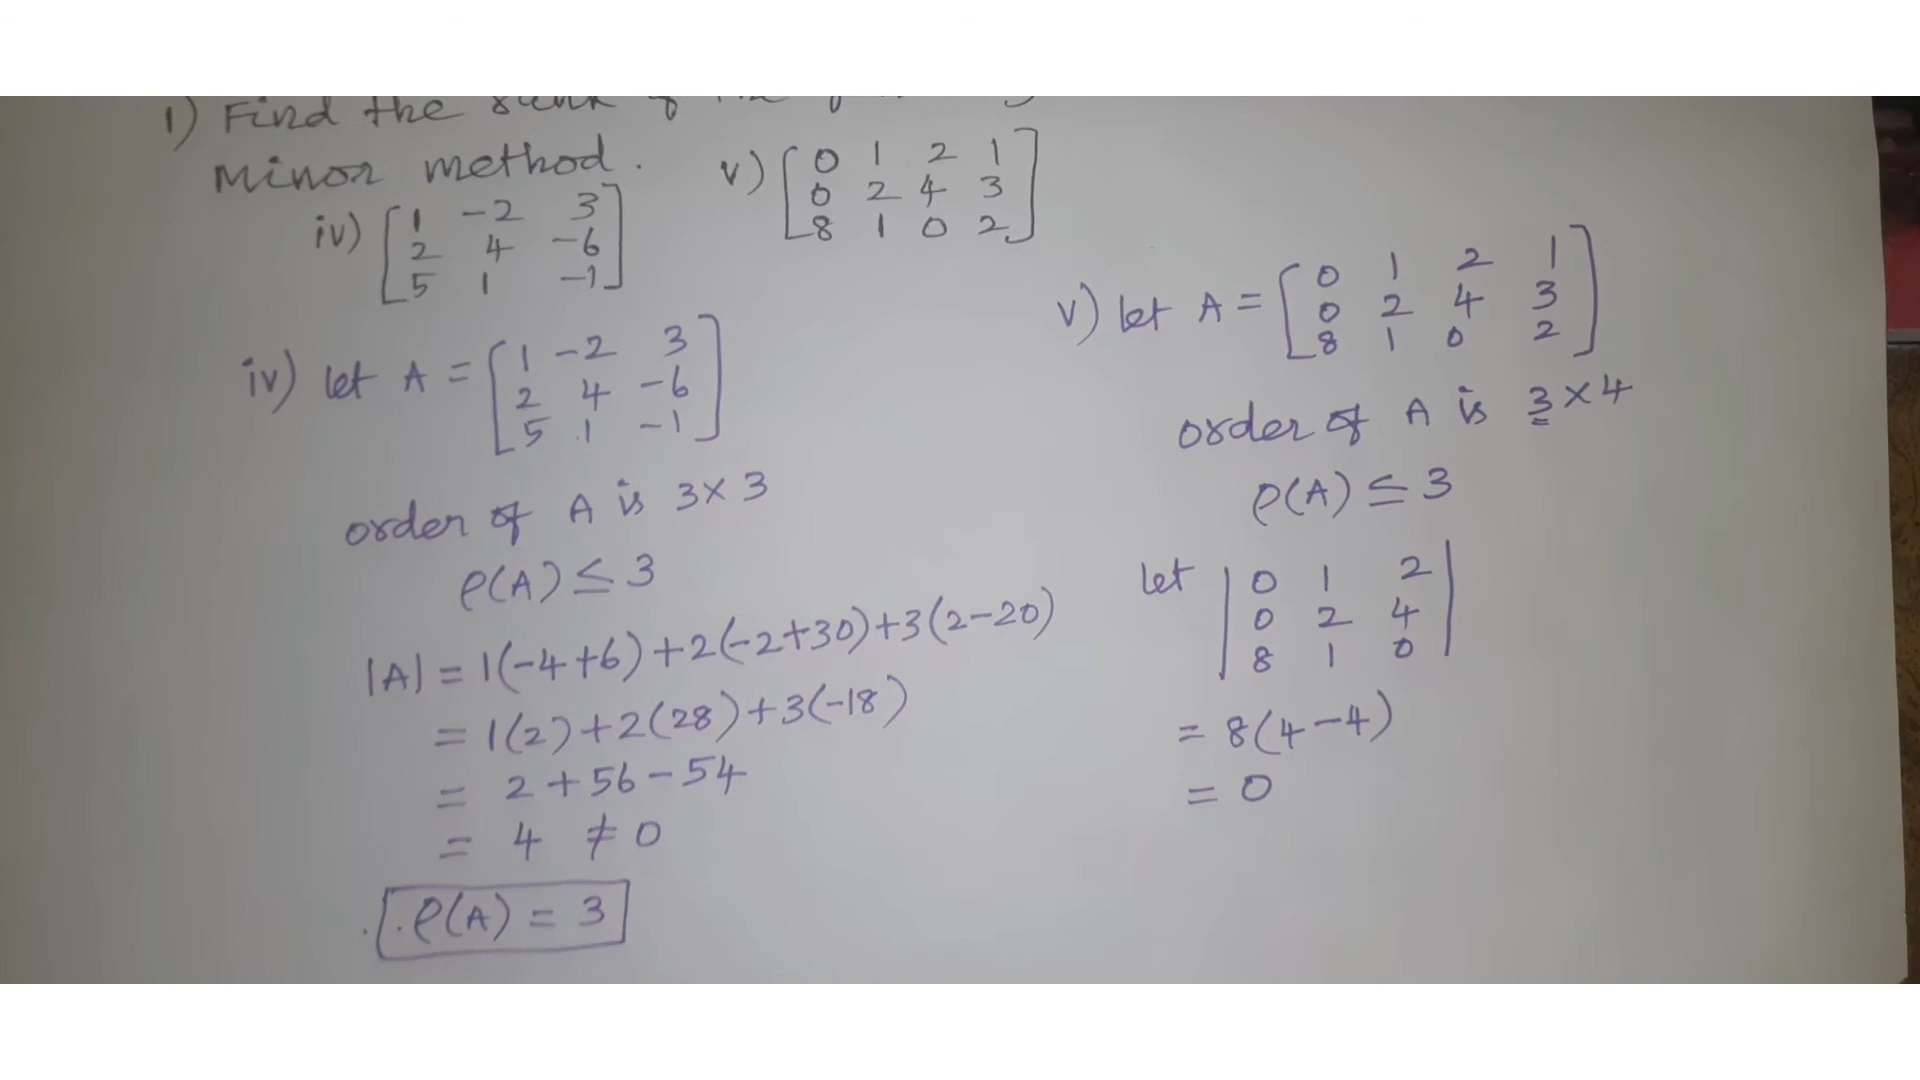 1) Find the
Minor method.
iv) [1 -2 3
2 4 -6
5 1 -1]
v) [0 1 2 1
0 2 4 3
8 1 0 2]
iv) let A = [1 -2 3
2 4 -6
5 1 -1]
order of A is 3×3
ρ(A) ≤ 3
|A| = 1(-4+6)+2(-2+30)+3(2-20)
= 1(2)+2(28)+3(-18)
= 2+56-54
= 4 ≠ 0
∴ ρ(A) = 3
v) let A = [0 1 2 1
0 2 4 3
8 1 0 2]
order of A is 3×4
ρ(A) ≤ 3
let |0 1 2
0 2 4
8 1 0|
= 8(4-4)
= 0